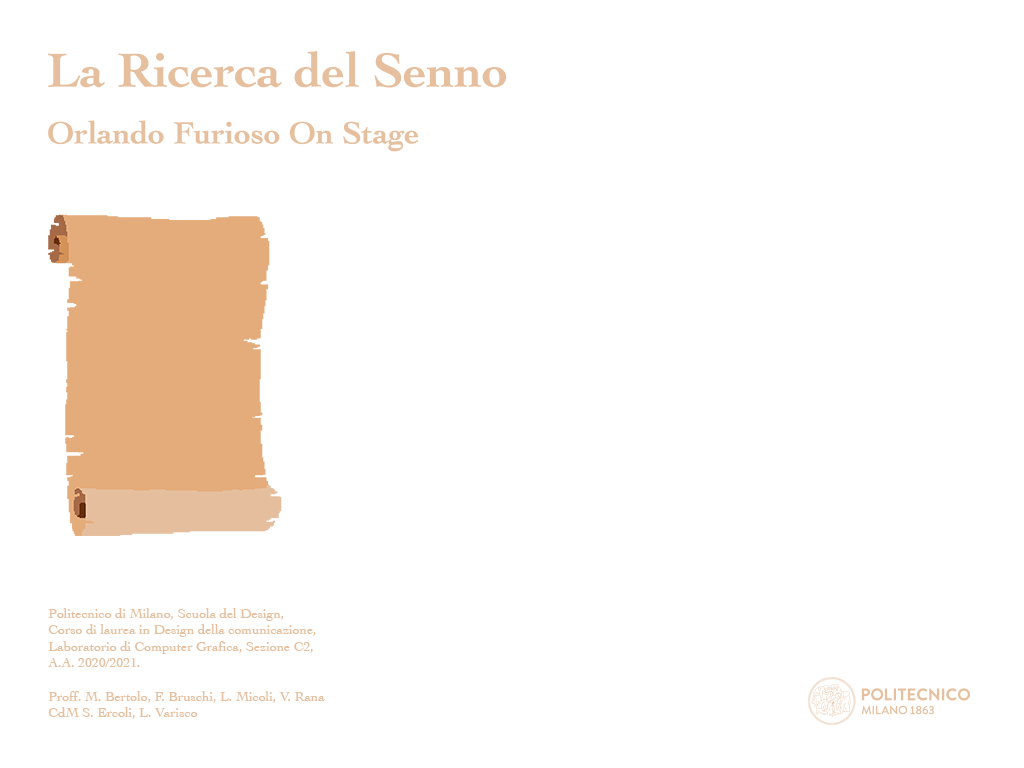 La Ricerca del Senno
Orlando Furioso On Stage
Politecnico di Milano, Scuola del Design,
Corso di laurea in Design della comunicazione,
Laboratorio di Computer Grafica, Sezione C2,
A.A. 2020/2021.
Proff. M. Bertolo, F. Bruschi, L. Micoli, V. Rana
CdM S. Ercoli, L. Varisco
POLITECNICO
MILANO 1863